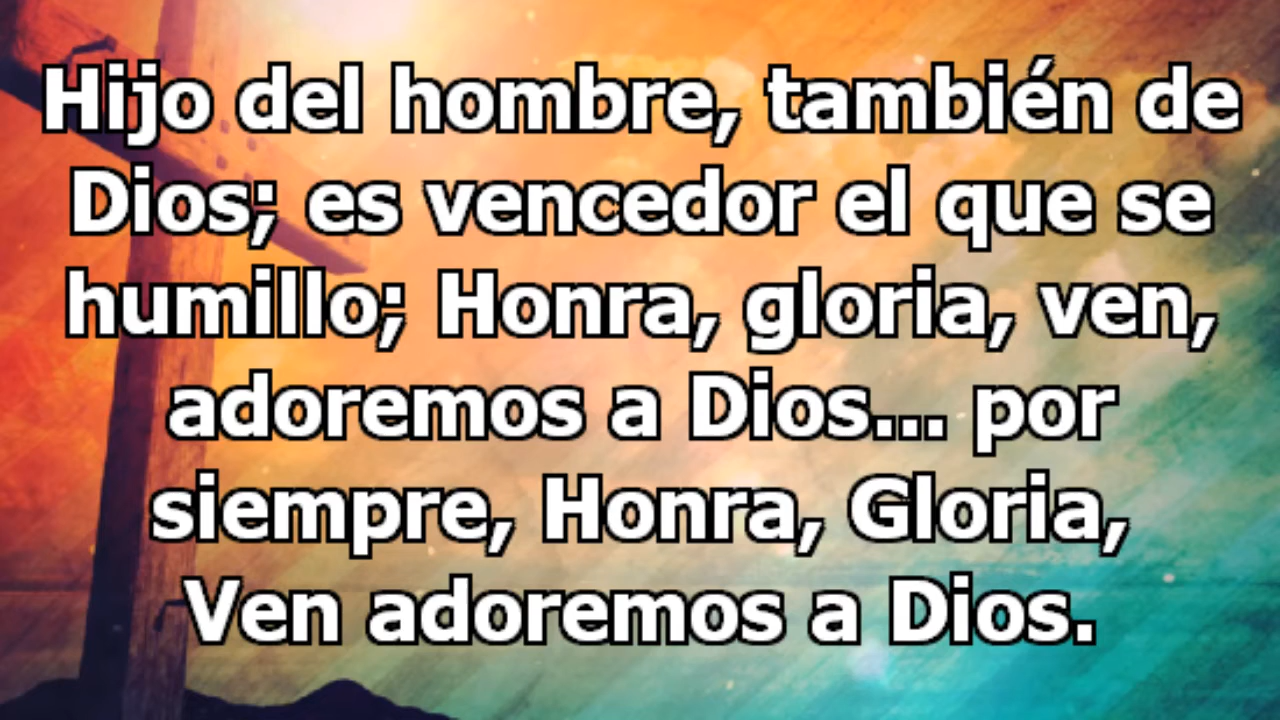 Hijo del hombre, también de
Dios; es vencedor el que se
humillo; Honra, gloria, ven,
adoremos a Dios... por
siempre, Honra, Gloria,
Ven adoremos a Dios.